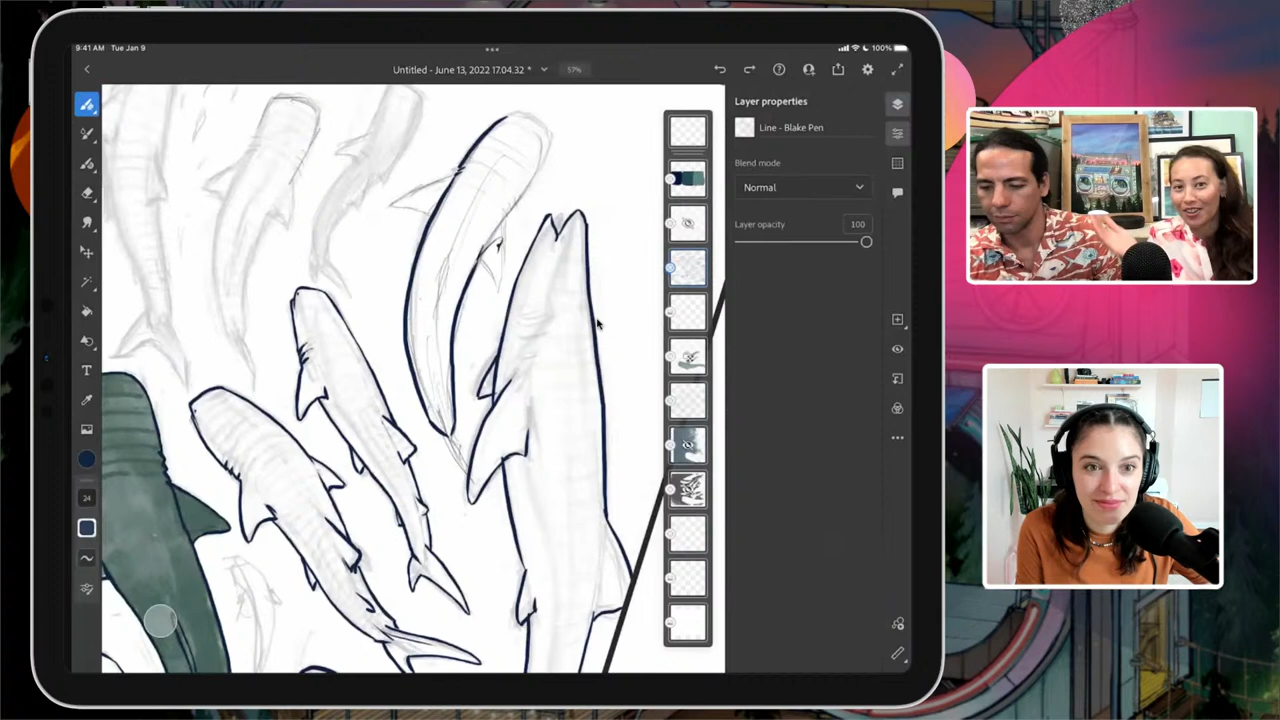 9:41 AM Tue Jan 9
100%
Untitled - June 13, 2022 17.04.32 *
57%
Layer properties
Line - Blake Pen
Blend mode
Normal
Layer opacity
100
T
24